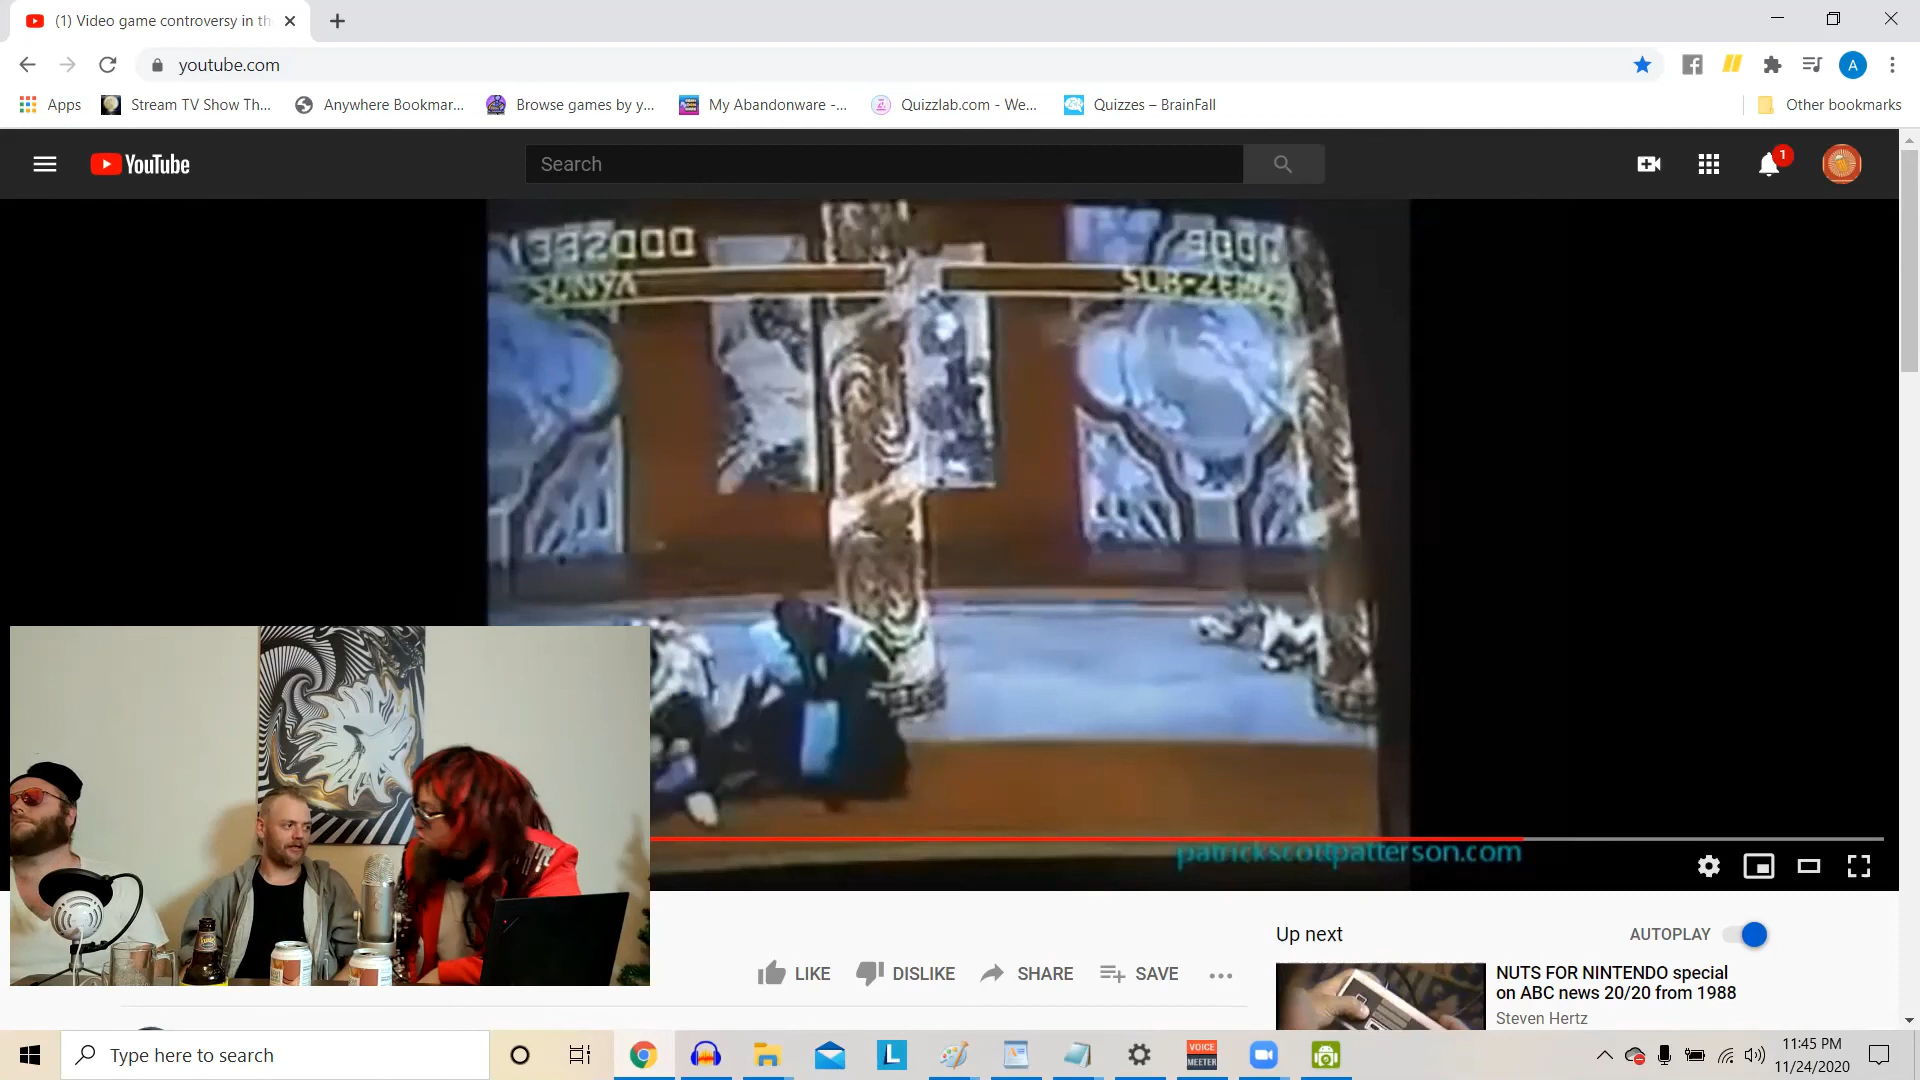 (1) Video game controversy in th
youtube.com
A
Apps
Stream TV Show Th...
Anywhere Bookmar...
Browse games by y...
My Abandonware -...
Quizzlab.com - We...
Quizzes – BrainFall
Other bookmarks
YouTube
Search
1
1332000
9000
SONYA
SUB-ZERO
patrickscottpatterson.com
LIKE
DISLIKE
SHARE
SAVE
Up next
AUTOPLAY
NUTS FOR NINTENDO special
on ABC news 20/20 from 1988
Steven Hertz
Type here to search
L
VOICE
MEETER
11:45 PM
11/24/2020